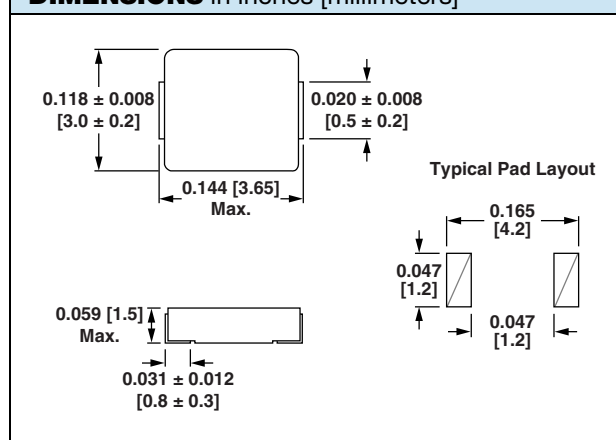 DIMENSIONS in inches [millimeters]
0.118 ± 0.008
[3.0 ± 0.2]
0.020 ± 0.008
[0.5 ± 0.2]
0.144 [3.65]
Max.
Typical Pad Layout
0.165
[4.2]
0.047
[1.2]
0.047
[1.2]
0.059 [1.5]
Max.
0.031 ± 0.012
[0.8 ± 0.3]